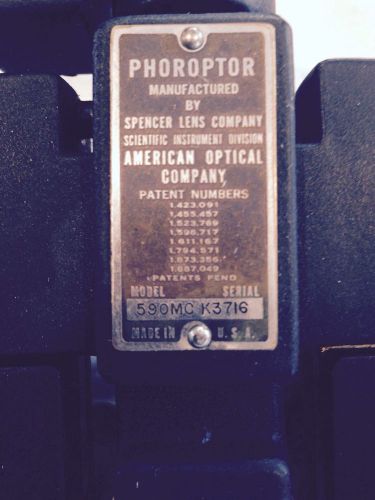 PHOROPTOR
MANUFACTURED
BY
SPENCER LENS COMPANY
SCIENTIFIC INSTRUMENT DIVISION
AMERICAN OPTICAL
COMPANY
PATENT NUMBERS
1,423,091
1,455,457
1,523,769
1,596,717
1,611,167
1,794,571
1,873,356
1,887,049
PATENTS PEND
MODEL SERIAL
590MC K3716
MADE IN U.S.A.